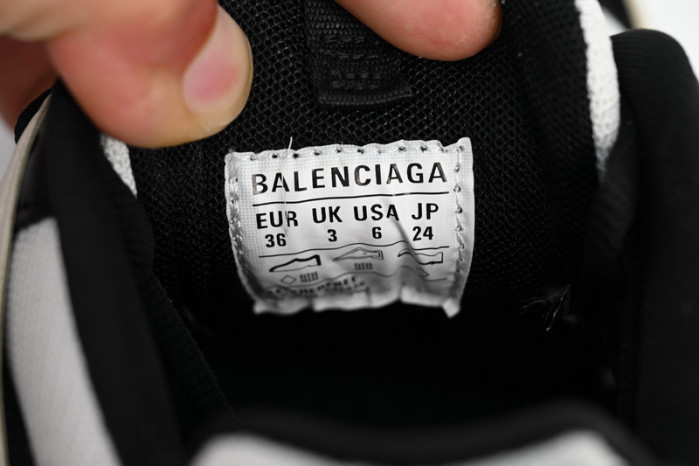 BALENCIAGA
EUR UK USA JP
36 3 6 24